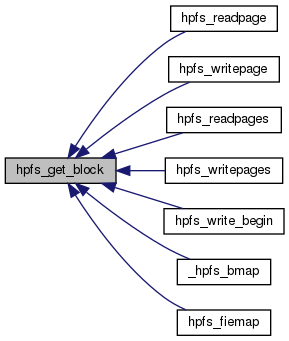 hpfs_readpage
hpfs_writepage
hpfs_readpages
hpfs_get_block
hpfs_writepages
hpfs_write_begin
_hpfs_bmap
hpfs_fiemap